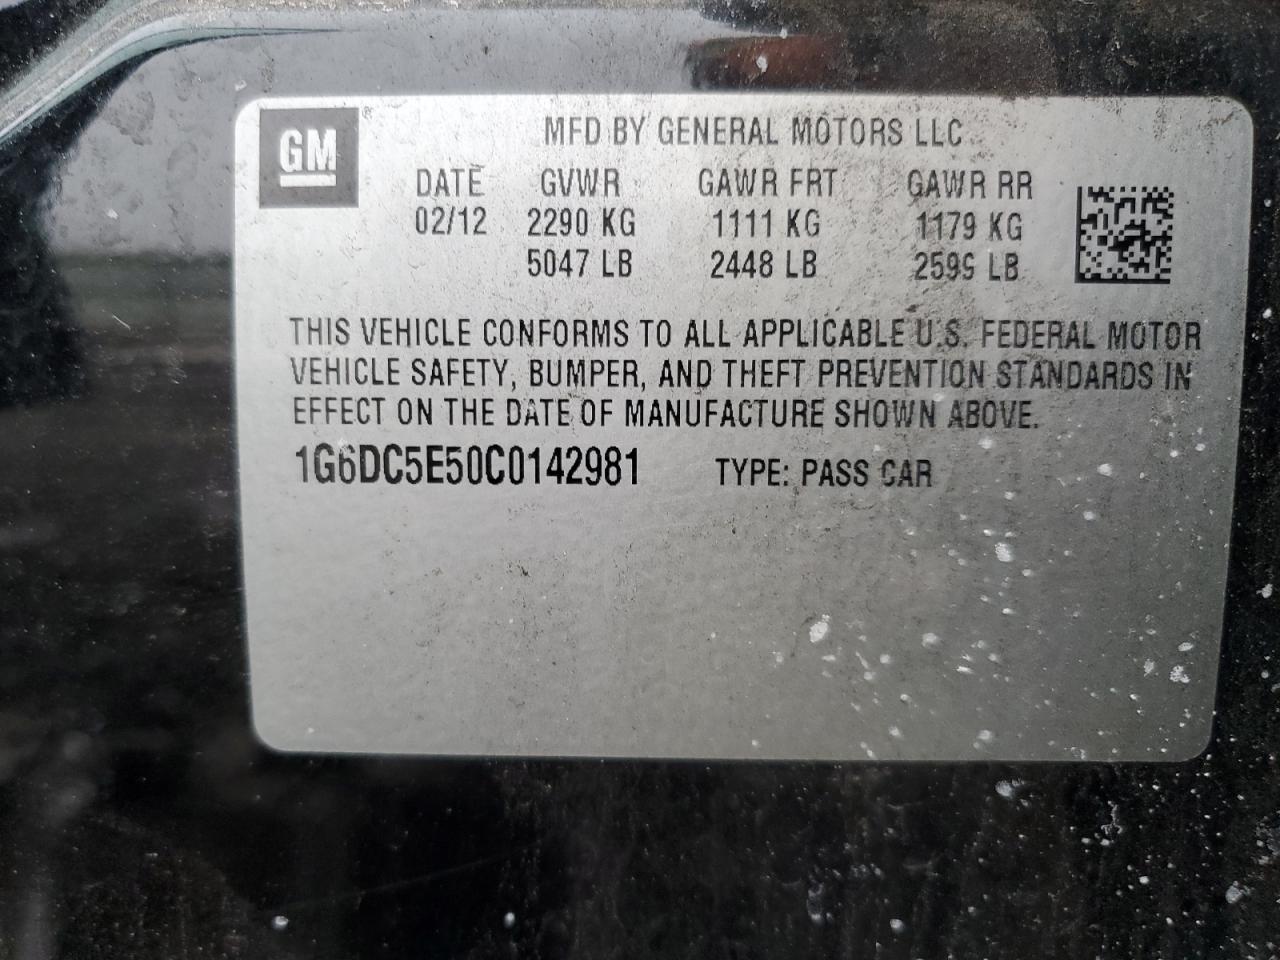 GM
MFD BY GENERAL MOTORS LLC
DATE GVWR GAWR FRT GAWR RR
02/12 2290 KG 1111 KG 1179 KG
5047 LB 2448 LB 2599 LB
THIS VEHICLE CONFORMS TO ALL APPLICABLE U.S. FEDERAL MOTOR
VEHICLE SAFETY, BUMPER, AND THEFT PREVENTION STANDARDS IN
EFFECT ON THE DATE OF MANUFACTURE SHOWN ABOVE.
1G6DC5E50C0142981 TYPE: PASS CAR